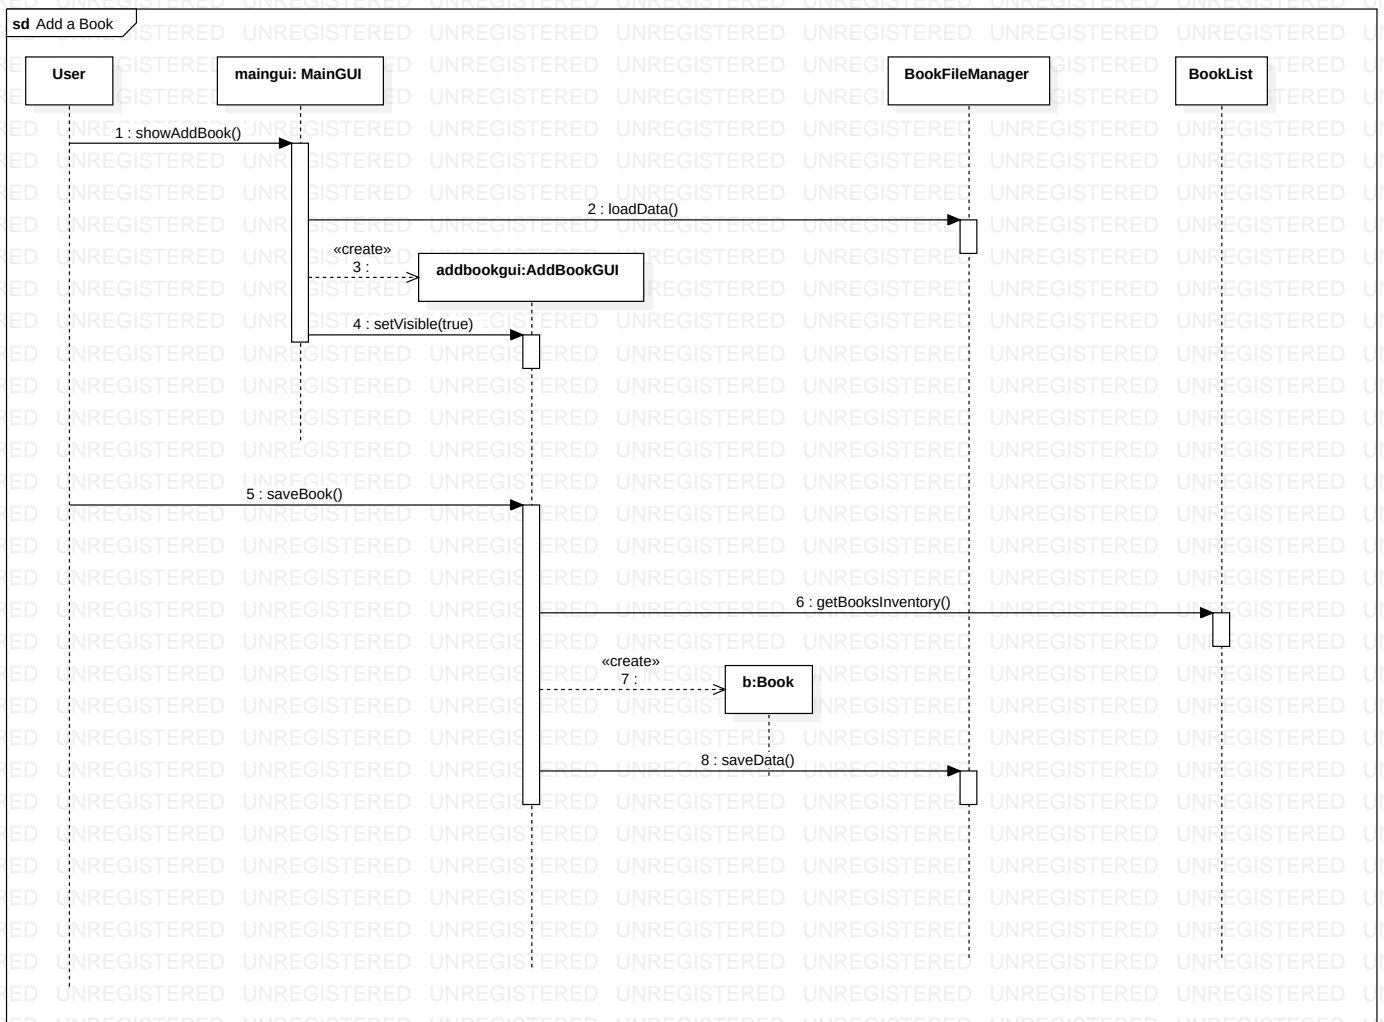 sd Add a Book
User
maingui: MainGUI
BookFileManager
BookList
1 : showAddBook()
2 : loadData()
«create»
3 :
addbookgui:AddBookGUI
4 : setVisible(true)
5 : saveBook()
6 : getBooksInventory()
«create»
7 :
b:Book
8 : saveData()
UNREGISTERED